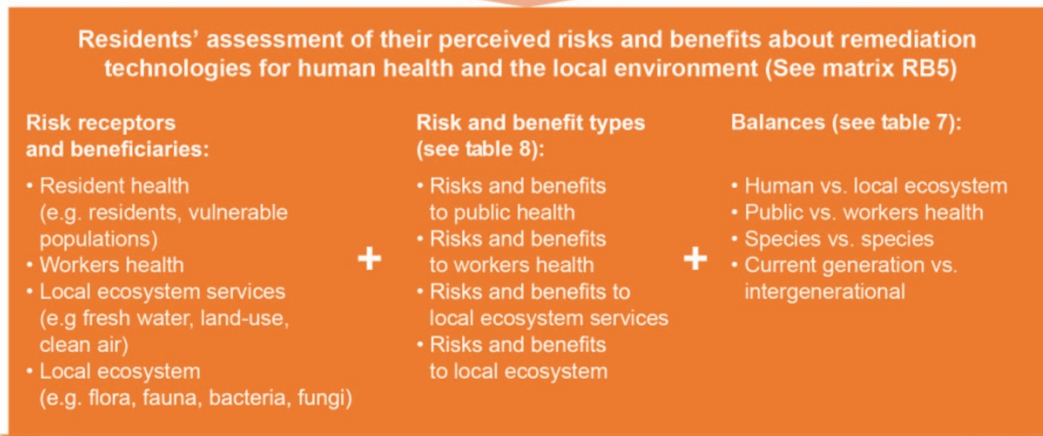 Residents’ assessment of their perceived risks and benefits about remediation
technologies for human health and the local environment (See matrix RB5)
Risk receptors
and beneficiaries:
• Resident health
(e.g. residents, vulnerable
populations)
• Workers health
• Local ecosystem services
(e.g fresh water, land-use,
clean air)
• Local ecosystem
(e.g. flora, fauna, bacteria, fungi)
+
Risk and benefit types
(see table 8):
• Risks and benefits
to public health
• Risks and benefits
to workers health
• Risks and benefits to
local ecosystem services
• Risks and benefits
to local ecosystem
+
Balances (see table 7):
• Human vs. local ecosystem
• Public vs. workers health
• Species vs. species
• Current generation vs.
intergenerational